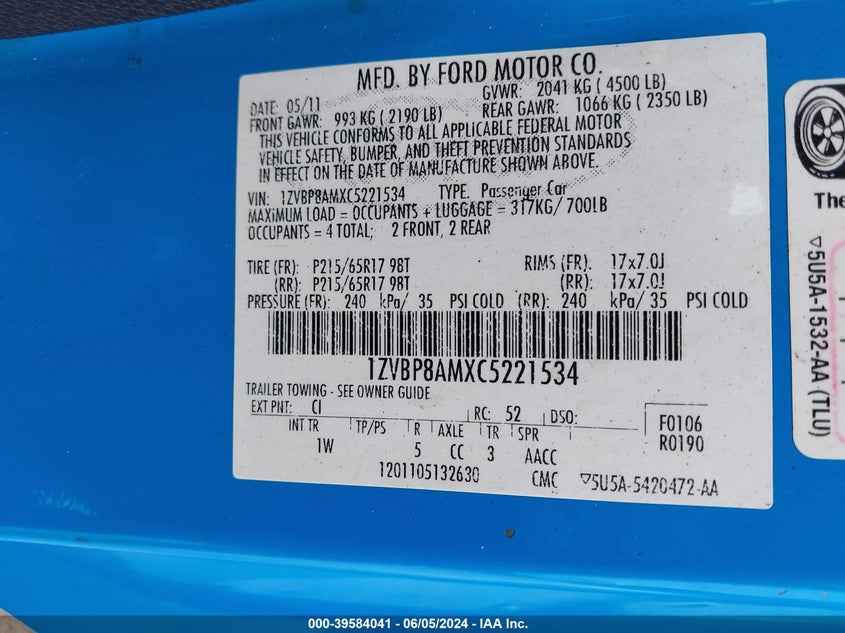 MFD. BY FORD MOTOR CO.
DATE: 05/11 GVWR: 2041 KG ( 4500 LB)
FRONT GAWR: 993 KG ( 2190 LB) REAR GAWR: 1066 KG ( 2350 LB)
THIS VEHICLE CONFORMS TO ALL APPLICABLE FEDERAL MOTOR
VEHICLE SAFETY, BUMPER, AND THEFT PREVENTION STANDARDS
IN EFFECT ON THE DATE OF MANUFACTURE SHOWN ABOVE.
VIN: 1ZVBP8AMXC5221534 TYPE: Passenger Car
MAXIMUM LOAD = OCCUPANTS + LUGGAGE = 317KG/ 700LB
OCCUPANTS = 4 TOTAL; 2 FRONT, 2 REAR
TIRE (FR): P215/65R17 98T RIMS (FR): 17x7.0J
(RR): P215/65R17 98T (RR): 17x7.0J
PRESSURE (FR): 240 kPa/ 35 PSI COLD (RR): 240 kPa/ 35 PSI COLD
1ZVBP8AMXC5221534
TRAILER TOWING - SEE OWNER GUIDE
EXT PNT: CI RC: 52 DSO:
INT TR TP/PS R AXLE TR SPR
1W 5 CC 3 AACC
F0106
R0190
1201105132630 CMC ▽5U5A-5420472-AA
The
▽5U5A-1532-AA (TLU)
000-39584041 - 06/05/2024 - IAA Inc.